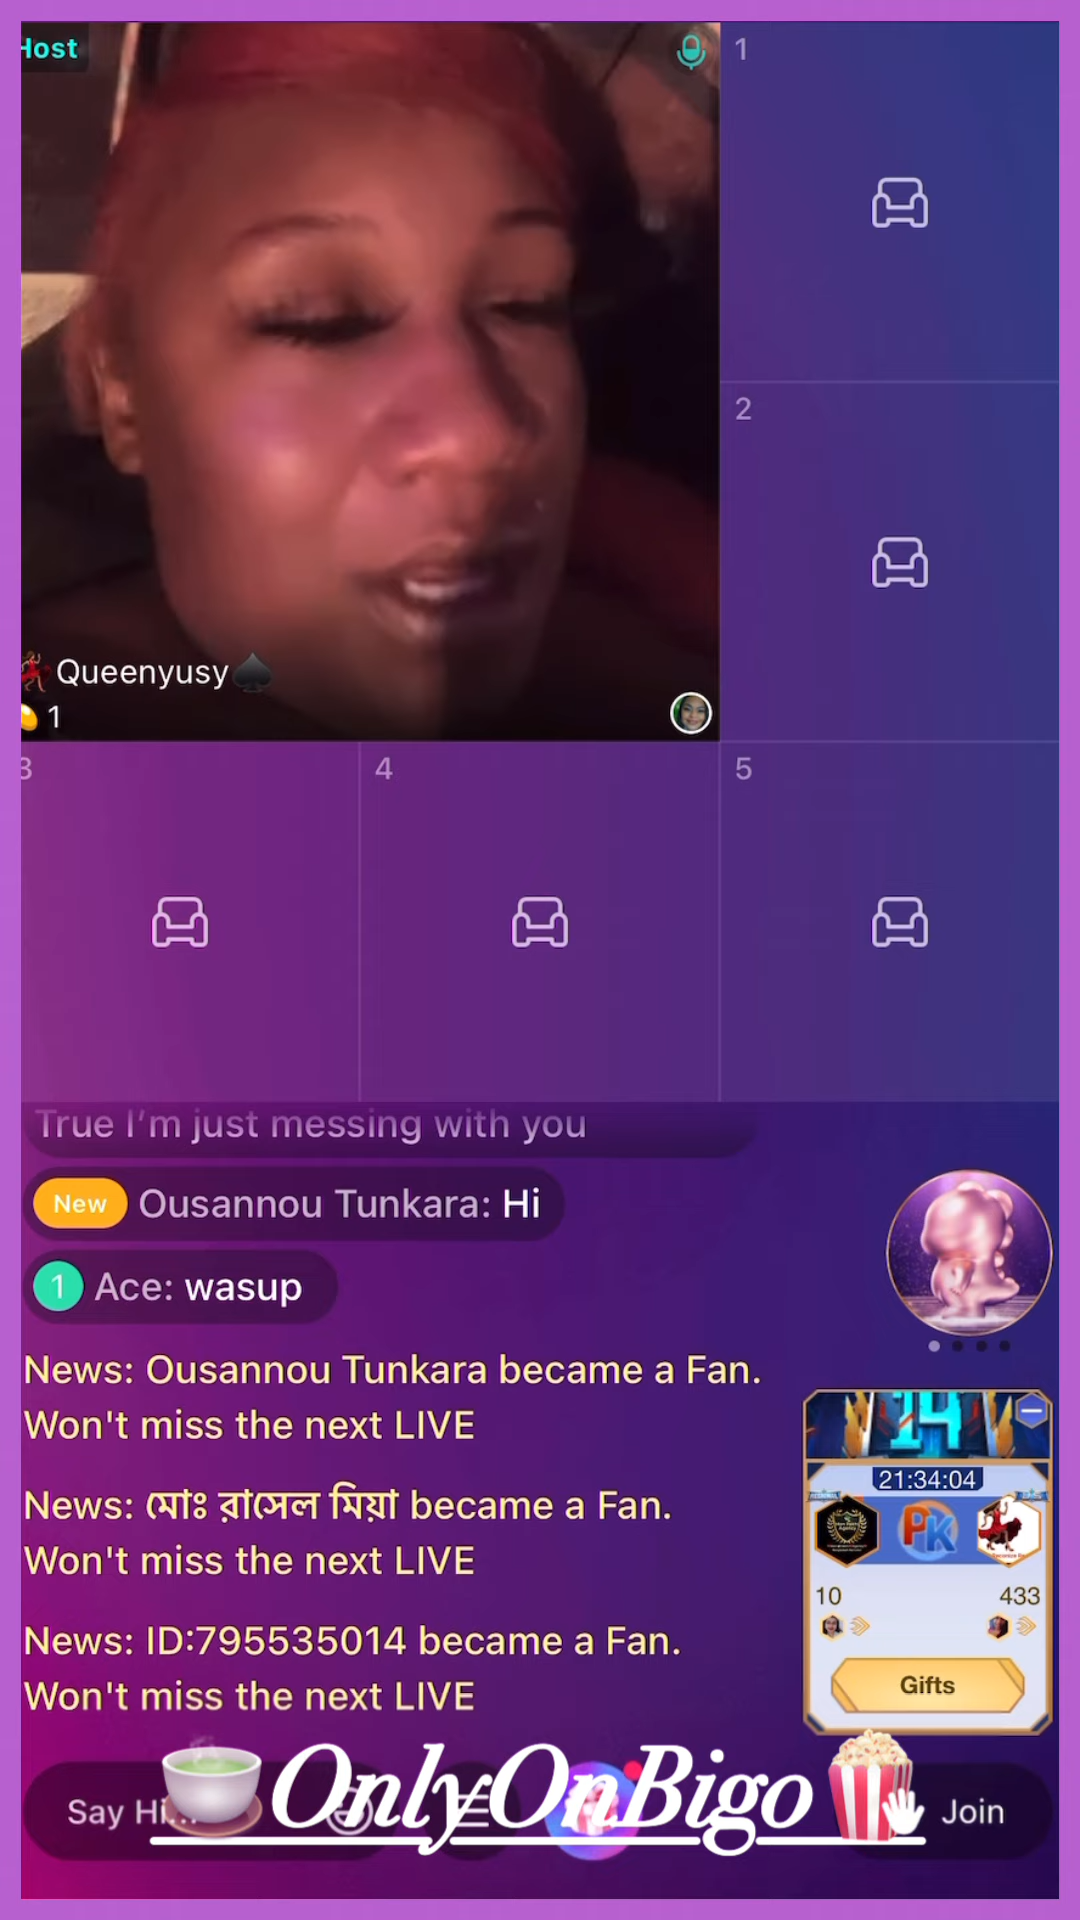 Host
1
2
Queenyusy
1
3
4
5
True I'm just messing with you
New Ousannou Tunkara: Hi
1 Ace: wasup
News: Ousannou Tunkara became a Fan.
Won't miss the next LIVE
News: মোঃ রাসেল মিয়া became a Fan.
Won't miss the next LIVE
News: ID:795535014 became a Fan.
Won't miss the next LIVE
14
21:34:04
PK
10
433
Gifts
Say Hi...
OnlyOnBigo
Join